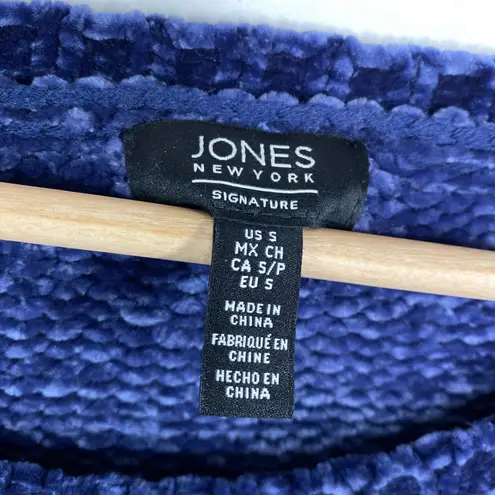 JONES
NEW YORK
SIGNATURE
US S
MX CH
CA S/P
EU S
MADE IN
CHINA
FABRIQUÉ EN
CHINE
HECHO EN
CHINA